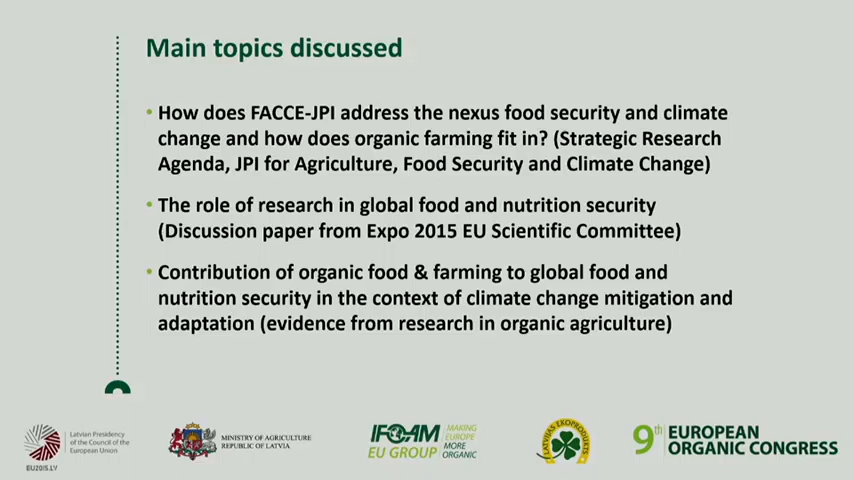 Main topics discussed
• How does FACCE-JPI address the nexus food security and climate
change and how does organic farming fit in? (Strategic Research
Agenda, JPI for Agriculture, Food Security and Climate Change)
• The role of research in global food and nutrition security
(Discussion paper from Expo 2015 EU Scientific Committee)
• Contribution of organic food & farming to global food and
nutrition security in the context of climate change mitigation and
adaptation (evidence from research in organic agriculture)
Latvian Presidency
of the Council of the
European Union
EU2015.LV
MINISTRY OF AGRICULTURE
REPUBLIC OF LATVIA
IFOAM
EU GROUP
MAKING
EUROPE
MORE
ORGANIC
LATVIJAS EKOPRODUKTS
9th EUROPEAN
ORGANIC CONGRESS